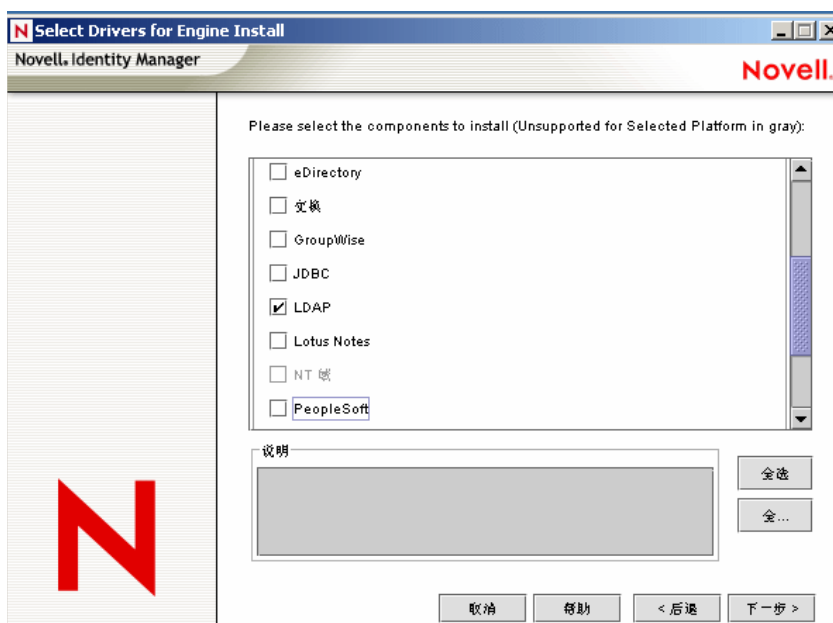 Select Drivers for Engine Install
Novell. Identity Manager
Novell.
Please select the components to install (Unsupported for Selected Platform in gray):
eDirectory
交换
GroupWise
JDBC
LDAP
Lotus Notes
NT 域
PeopleSoft
说明
全选
全...
取消
帮助
< 后退
下一步 >